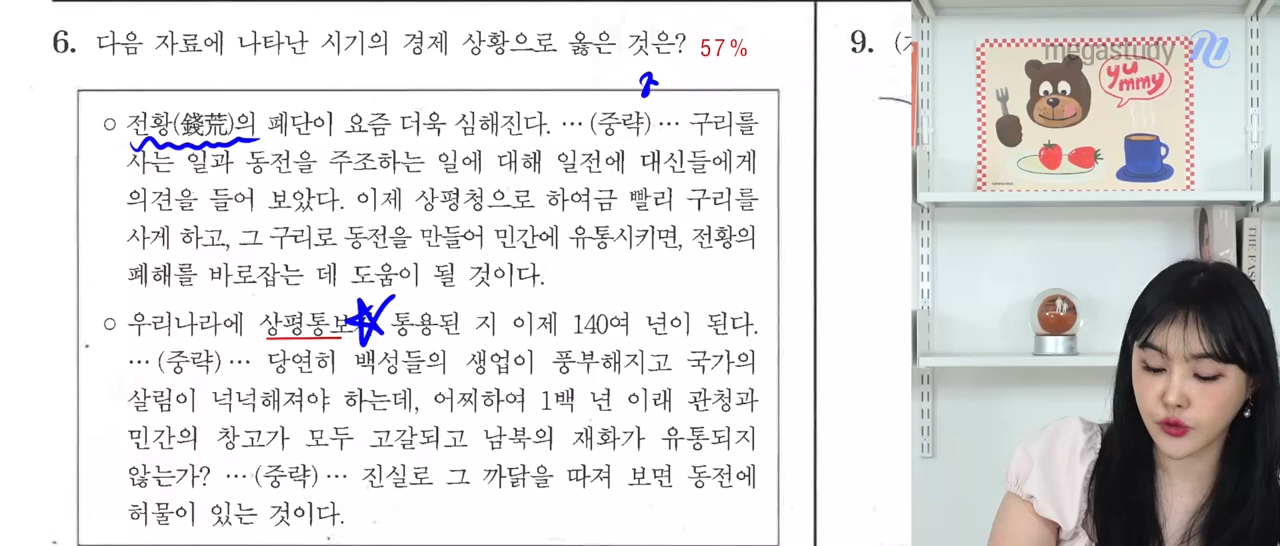 6. 다음 자료에 나타난 시기의 경제 상황으로 옳은 것은? 57%
○ 전황(錢荒)의 폐단이 요즘 더욱 심해진다. … (중략) … 구리를
사는 일과 동전을 주조하는 일에 대해 일전에 대신들에게
의견을 들어 보았다. 이제 상평청으로 하여금 빨리 구리를
사게 하고, 그 구리로 동전을 만들어 민간에 유통시키면, 전황의
폐해를 바로잡는 데 도움이 될 것이다.
○ 우리나라에 상평통보 통용된 지 이제 140여 년이 된다.
… (중략) … 당연히 백성들의 생업이 풍부해지고 국가의
살림이 넉넉해져야 하는데, 어찌하여 1백 년 이래 관청과
민간의 창고가 모두 고갈되고 남북의 재화가 유통되지
않는가? … (중략) … 진실로 그 까닭을 따져 보면 동전에
허물이 있는 것이다.
9.
megastudy
yu
mmy